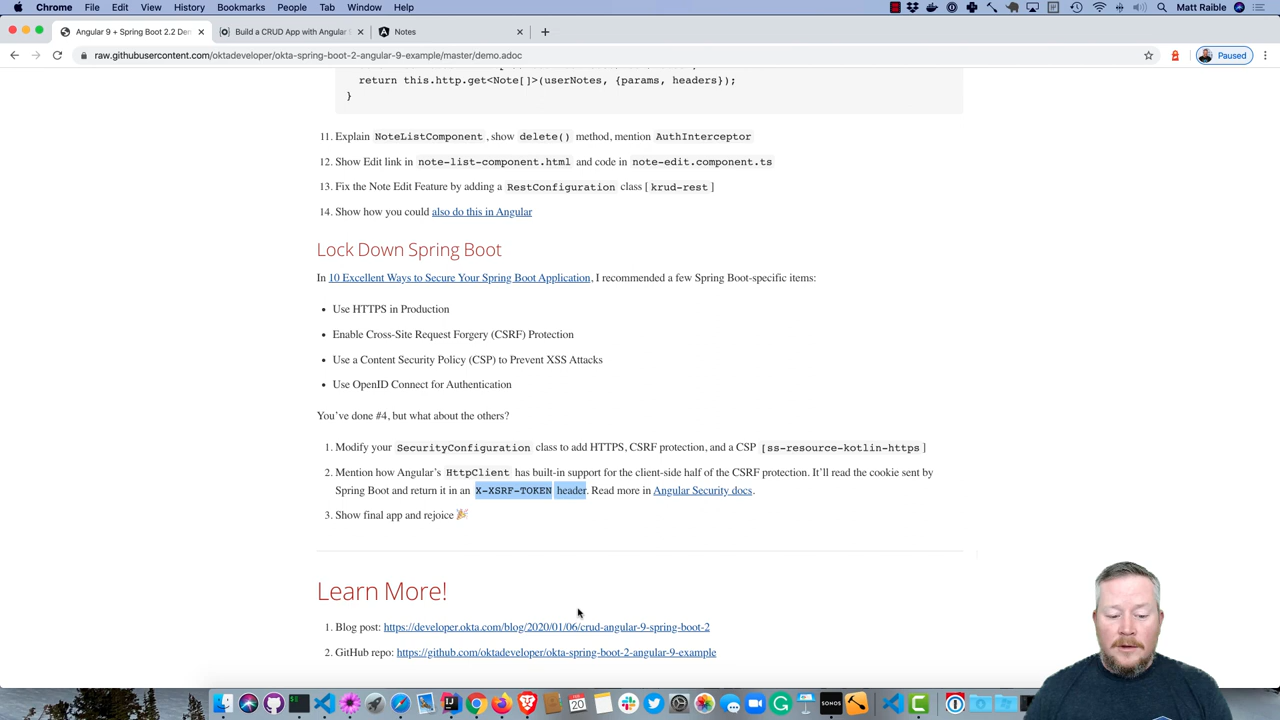 Chrome File Edit View History Bookmarks People Tab Window Help Matt Raible
Angular 9 + Spring Boot 2.2 Dem
Build a CRUD App with Angular
Notes
raw.githubusercontent.com/oktadeveloper/okta-spring-boot-2-angular-9-example/master/demo.adoc
Paused
return this.http.get<Note[]>(userNotes, {params, headers});
}
11. Explain NoteListComponent, show delete() method, mention AuthInterceptor
12. Show Edit link in note-list-component.html and code in note-edit.component.ts
13. Fix the Note Edit Feature by adding a RestConfiguration class [krud-rest]
14. Show how you could also do this in Angular
Lock Down Spring Boot
In 10 Excellent Ways to Secure Your Spring Boot Application, I recommended a few Spring Boot-specific items:
• Use HTTPS in Production
• Enable Cross-Site Request Forgery (CSRF) Protection
• Use a Content Security Policy (CSP) to Prevent XSS Attacks
• Use OpenID Connect for Authentication
You've done #4, but what about the others?
1. Modify your SecurityConfiguration class to add HTTPS, CSRF protection, and a CSP [ss-resource-kotlin-https]
2. Mention how Angular's HttpClient has built-in support for the client-side half of the CSRF protection. It'll read the cookie sent by
Spring Boot and return it in an X-XSRF-TOKEN header. Read more in Angular Security docs.
3. Show final app and rejoice 🎉
Learn More!
1. Blog post: https://developer.okta.com/blog/2020/01/06/crud-angular-9-spring-boot-2
2. GitHub repo: https://github.com/oktadeveloper/okta-spring-boot-2-angular-9-example
20
SONOS